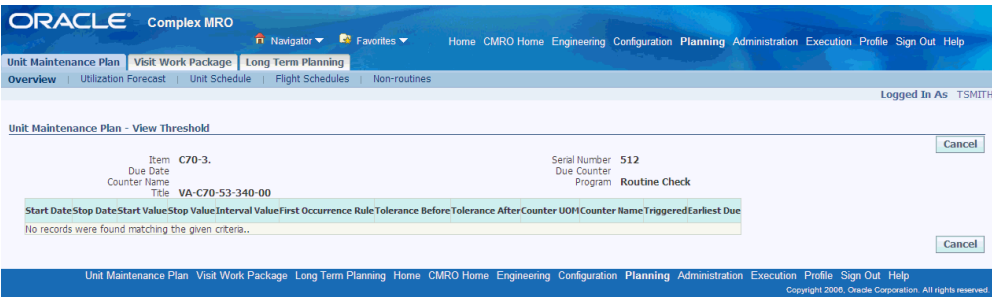 ORACLE® Complex MRO
Navigator Favorites Home CMRO Home Engineering Configuration Planning Administration Execution Profile Sign Out Help
Unit Maintenance Plan Visit Work Package Long Term Planning
Overview | Utilization Forecast | Unit Schedule | Flight Schedules | Non-routines
Logged In As TSMITH
Unit Maintenance Plan - View Threshold
Cancel
Item C70-3. Serial Number 512
Due Date Due Counter
Counter Name Program Routine Check
Title VA-C70-53-340-00
Start Date Stop Date Start Value Stop Value Interval Value First Occurrence Rule Tolerance Before Tolerance After Counter UOM Counter Name Triggered Earliest Due
No records were found matching the given criteria..
Cancel
Unit Maintenance Plan Visit Work Package Long Term Planning Home CMRO Home Engineering Configuration Planning Administration Execution Profile Sign Out Help
Copyright 2006, Oracle Corporation. All rights reserved.